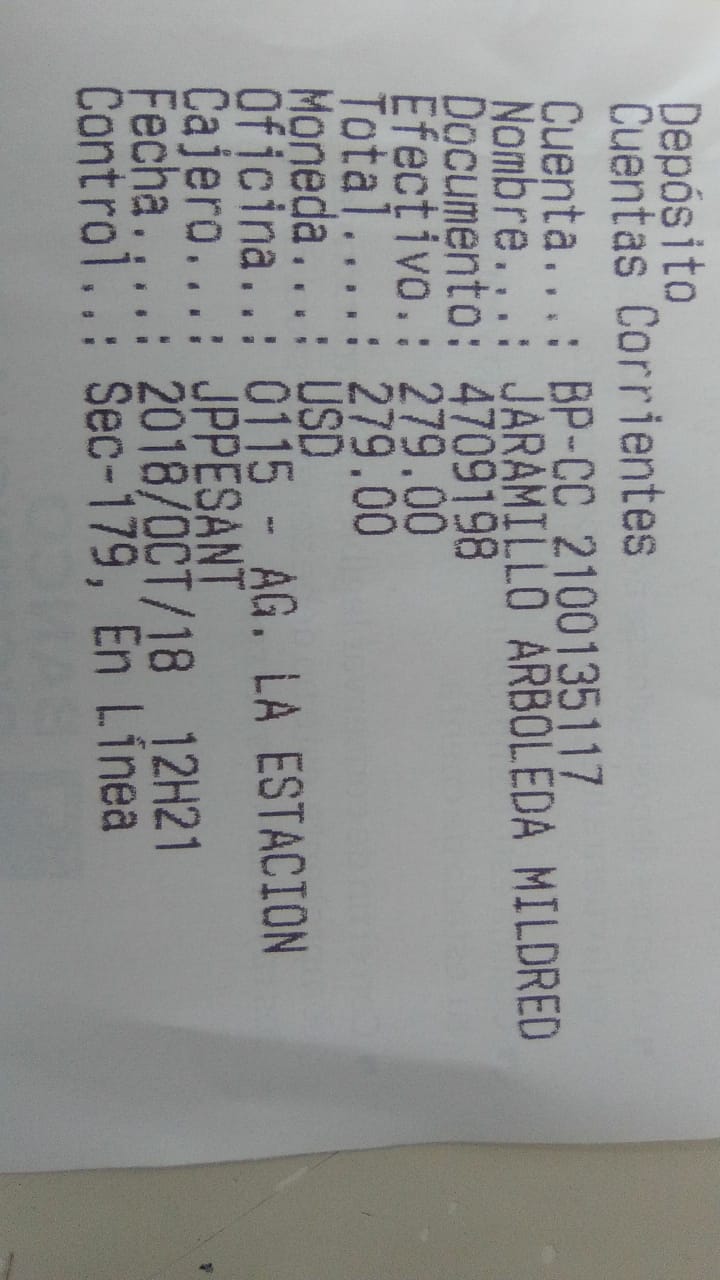 Depósito
Cuentas Corrientes
Cuenta...: BP-CC 2100135117
Nombre...: JARAMILLO ARBOLEDA MILDRED
Documento: 4709198
Efectivo.: 279.00
Total....: 279.00
Moneda...: USD
Oficina..: 0115 - AG. LA ESTACION
Cajero...: JPPESANT
Fecha....: 2018/OCT/18 12H21
Control..: Sec-179, En Línea